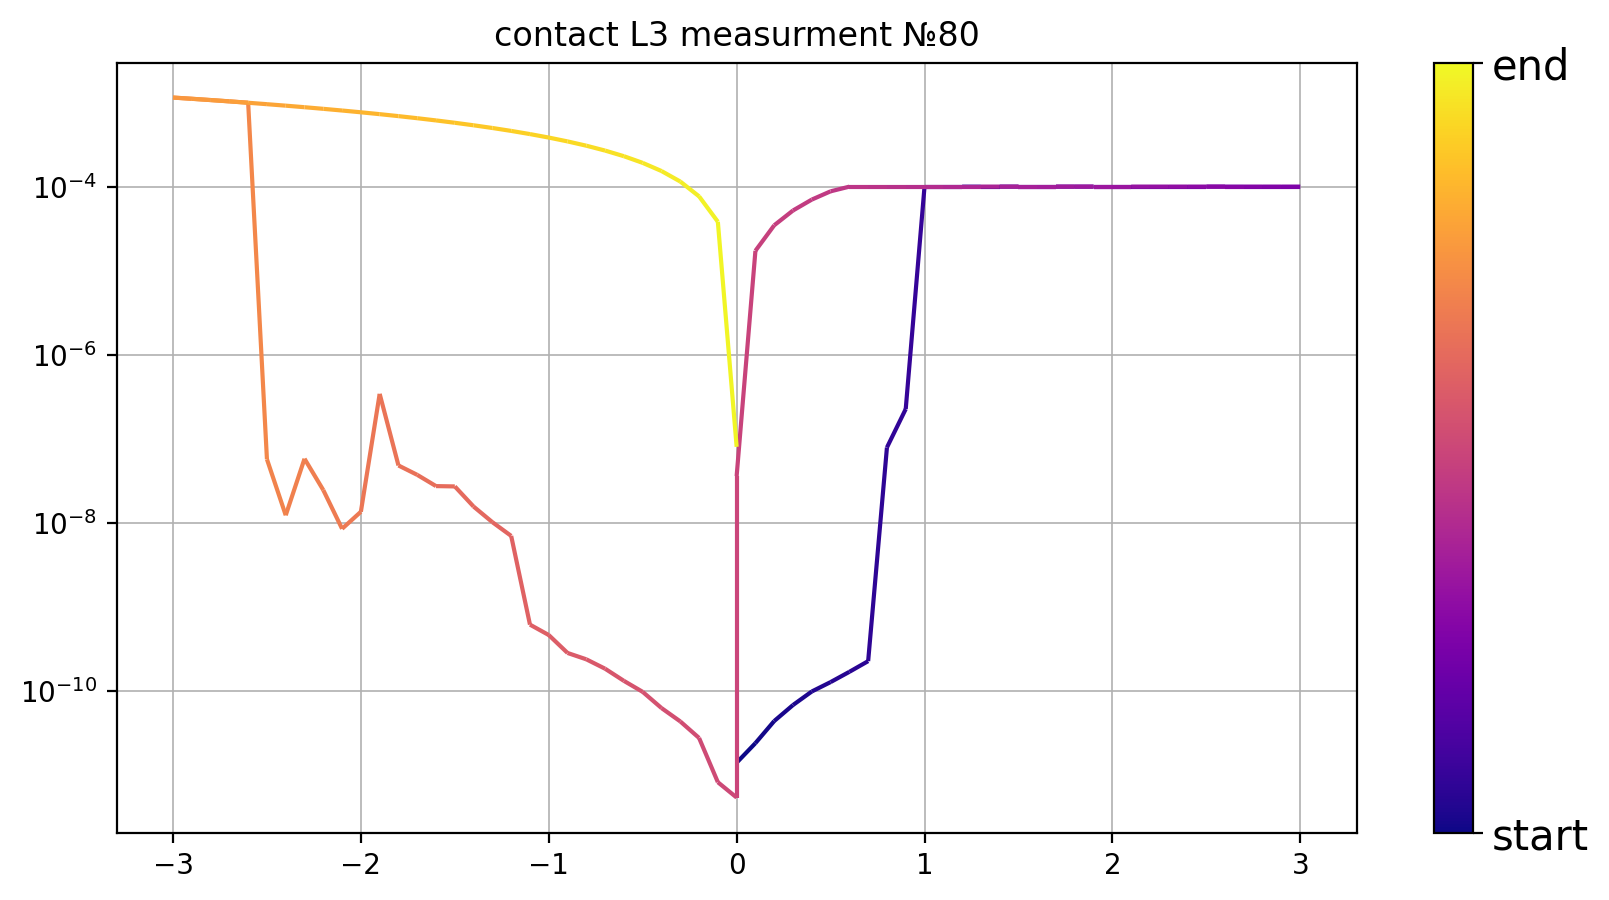 contact L3 measurment №80
end
10⁻⁴
10⁻⁶
10⁻⁸
10⁻¹⁰
start
−3 −2 −1 0 1 2 3